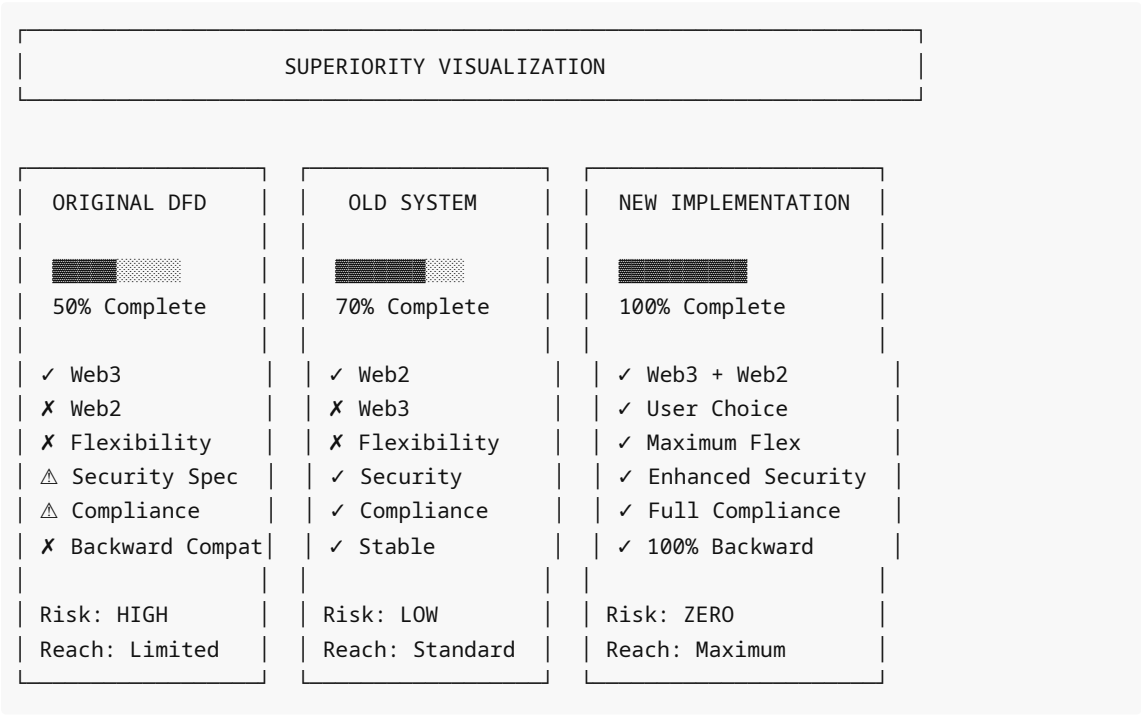 SUPERIORITY VISUALIZATION
ORIGINAL DFD OLD SYSTEM NEW IMPLEMENTATION
50% Complete 70% Complete 100% Complete
✓ Web3 ✓ Web2 ✓ Web3 + Web2
✗ Web2 ✗ Web3 ✓ User Choice
✗ Flexibility ✗ Flexibility ✓ Maximum Flex
⚠ Security Spec ✓ Security ✓ Enhanced Security
⚠ Compliance ✓ Compliance ✓ Full Compliance
✗ Backward Compat ✓ Stable ✓ 100% Backward
Risk: HIGH Risk: LOW Risk: ZERO
Reach: Limited Reach: Standard Reach: Maximum